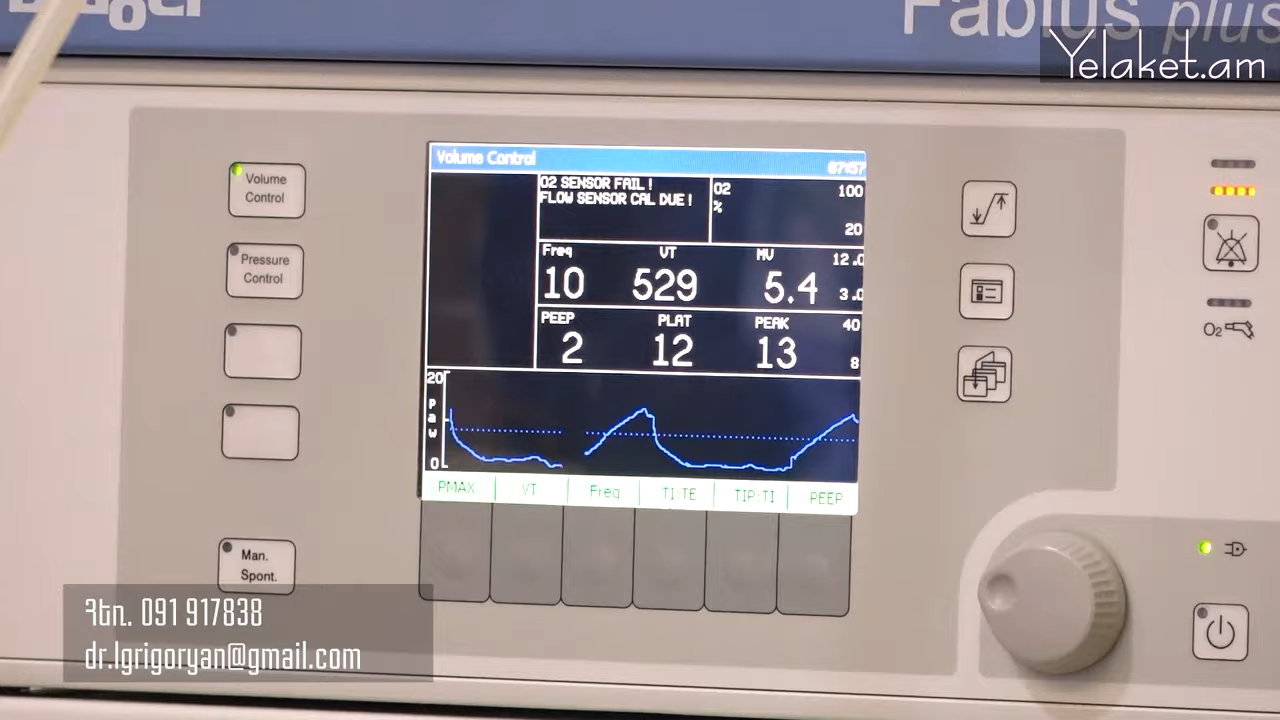 Dräger
Fabius plus
Yelaket.am
Volume Control
07:57
O2 SENSOR FAIL !
FLOW SENSOR CAL DUE !
O2
%
100
20
Freq
10
VT
529
MV
5.4
12.0
3.0
PEEP
2
PLAT
12
PEAK
13
40
8
20
Paw
0
PMAX
VT
Freq
TI:TE
TIP:TI
PEEP
Volume
Control
Pressure
Control
Man.
Spont.
O2
Հեռ. 091 917838
dr.lgrigoryan@gmail.com